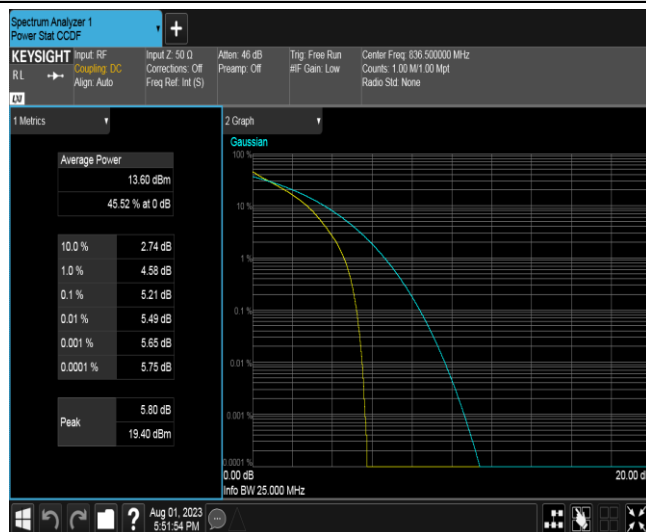 Spectrum Analyzer 1
Power Stat CCDF
+
KEYSIGHT
RL
Input: RF
Coupling: DC
Align: Auto
Input Z: 50 Ω
Corrections: Off
Freq Ref: Int (S)
Atten: 46 dB
Preamp: Off
Trig: Free Run
#IF Gain: Low
Center Freq: 836.500000 MHz
Counts: 1.00 M/1.00 Mpt
Radio Std: None
LXI
1 Metrics
Average Power
13.60 dBm
45.52 % at 0 dB
10.0 % 2.74 dB
1.0 % 4.58 dB
0.1 % 5.21 dB
0.01 % 5.49 dB
0.001 % 5.65 dB
0.0001 % 5.75 dB
Peak
5.80 dB
19.40 dBm
2 Graph
Gaussian
100 %
10 %
1 %
0.1 %
0.01 %
0.001 %
0.0001 %
0.00 dB
20.00 d
Info BW 25.000 MHz
?
Aug 01, 2023
5:51:54 PM